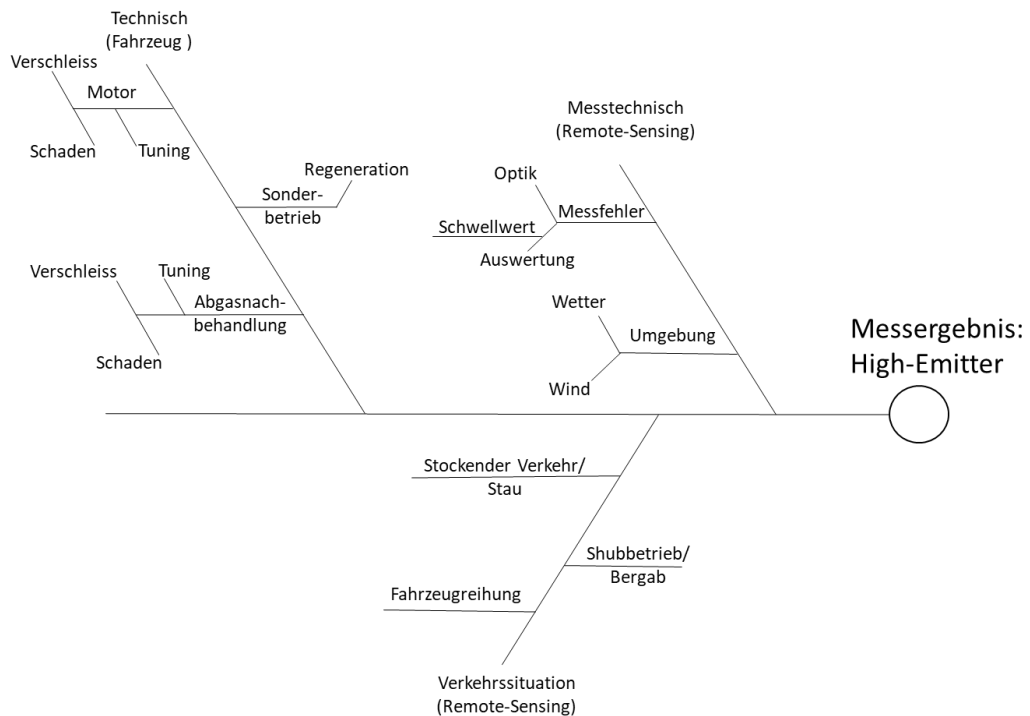 Technisch
(Fahrzeug )
Verschleiss
Motor
Schaden
Tuning
Regeneration
Sonder-
betrieb
Verschleiss
Tuning
Abgasnach-
behandlung
Schaden
Messtechnisch
(Remote-Sensing)
Optik
Messfehler
Schwellwert
Auswertung
Wetter
Umgebung
Wind
Messergebnis:
High-Emitter
Stockender Verkehr/
Stau
Shubbetrieb/
Bergab
Fahrzeugreihung
Verkehrssituation
(Remote-Sensing)